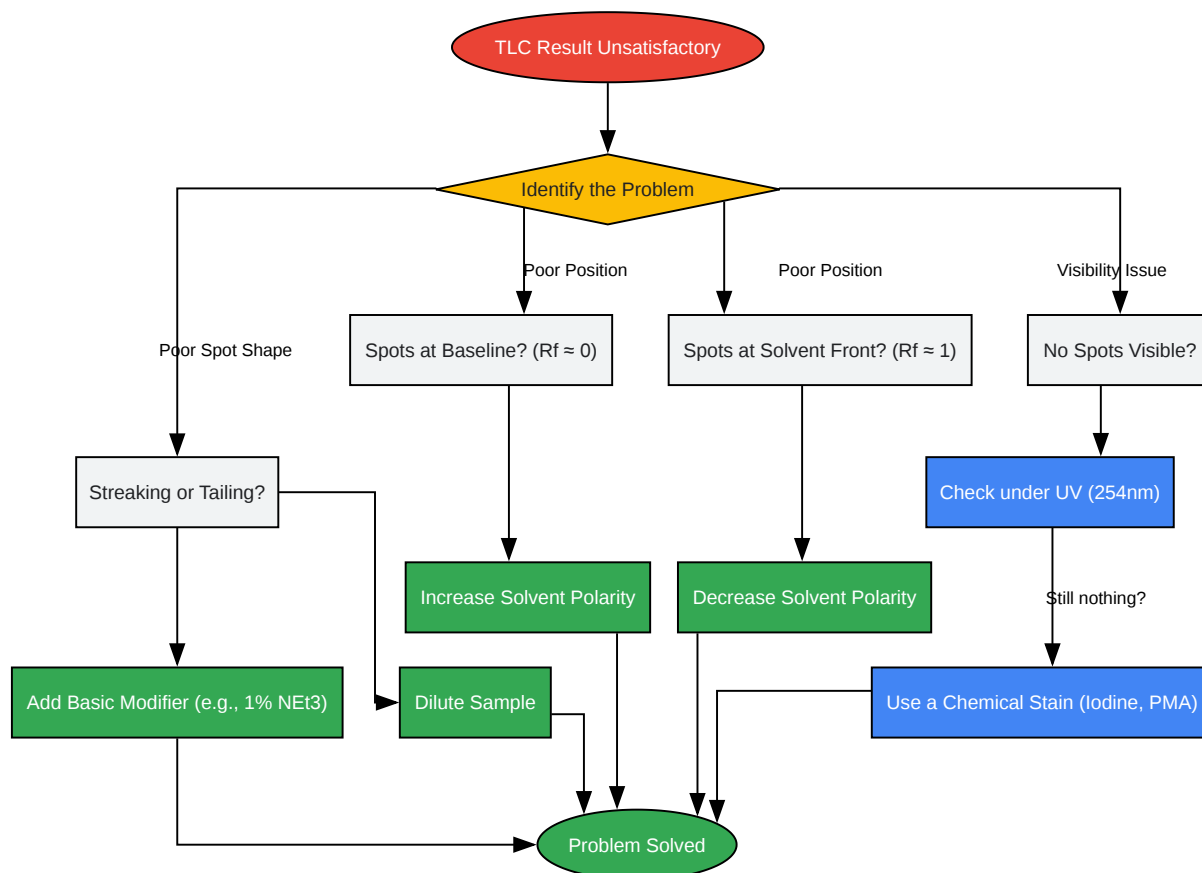 TLC Result Unsatisfactory
Identify the Problem
Poor Position
Poor Position
Visibility Issue
Poor Spot Shape
Spots at Baseline? (Rf ≈ 0)
Spots at Solvent Front? (Rf ≈ 1)
No Spots Visible?
Streaking or Tailing?
Check under UV (254nm)
Increase Solvent Polarity
Decrease Solvent Polarity
Still nothing?
Add Basic Modifier (e.g., 1% NEt3)
Dilute Sample
Use a Chemical Stain (Iodine, PMA)
Problem Solved